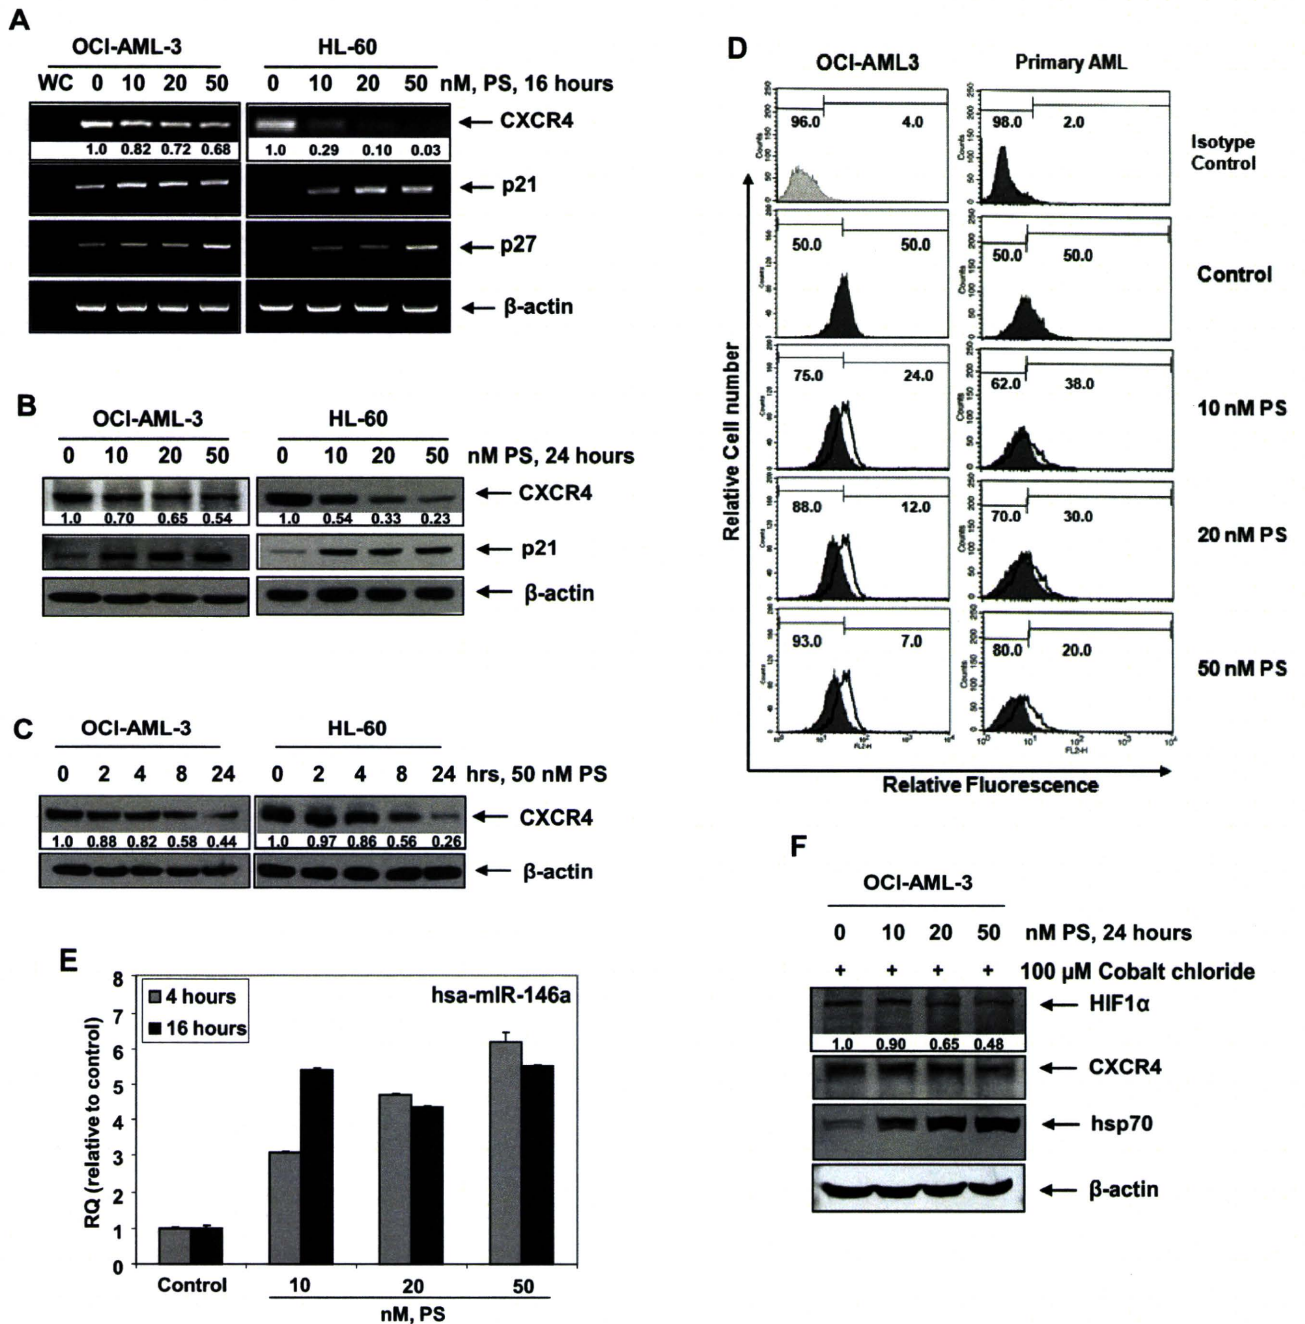 A
OCI-AML-3 HL-60
WC 0 10 20 50 0 10 20 50 nM, PS, 16 hours
CXCR4
1.0 0.82 0.72 0.68 1.0 0.29 0.10 0.03
p21
p27
β-actin
B
OCI-AML-3 HL-60
0 10 20 50 0 10 20 50 nM PS, 24 hours
CXCR4
1.0 0.70 0.65 0.54 1.0 0.54 0.33 0.23
p21
β-actin
C
OCI-AML-3 HL-60
0 2 4 8 24 0 2 4 8 24 hrs, 50 nM PS
CXCR4
1.0 0.88 0.82 0.58 0.44 1.0 0.97 0.86 0.56 0.26
β-actin
D
OCI-AML3 Primary AML
96.0 4.0 98.0 2.0
Isotype
Control
50.0 50.0 50.0 50.0
Control
75.0 24.0 62.0 38.0
10 nM PS
88.0 12.0 70.0 30.0
20 nM PS
93.0 7.0 80.0 20.0
50 nM PS
Counts
FL2-H FL2-H
Relative Cell number
Relative Fluorescence
E
hsa-mIR-146a
4 hours
16 hours
RQ (relative to control)
8
7
6
5
4
3
2
1
0
Control 10 20 50
nM, PS
F
OCI-AML-3
0 10 20 50 nM PS, 24 hours
+ + + + 100 µM Cobalt chloride
HIF1α
1.0 0.90 0.65 0.48
CXCR4
hsp70
β-actin